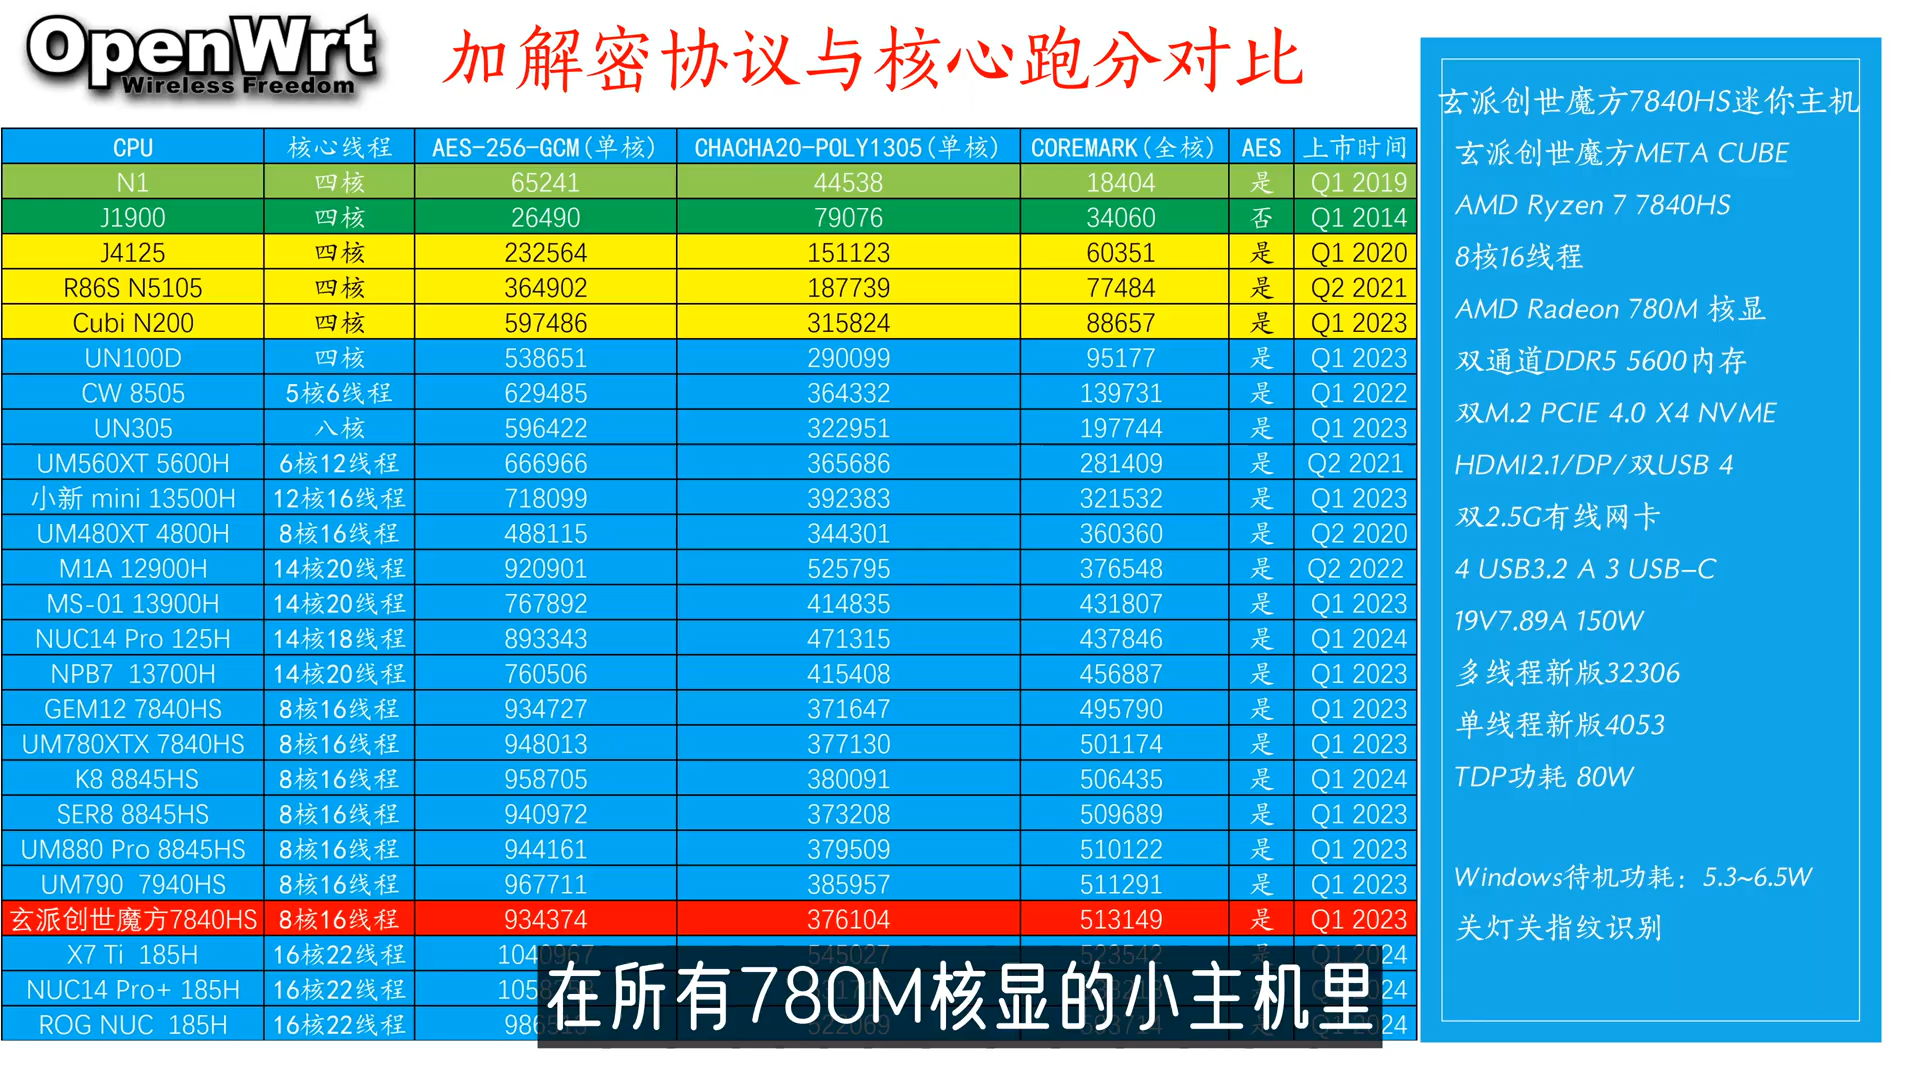 OpenWrt
Wireless Freedom
加解密协议与核心跑分对比
CPU 核心线程 AES-256-GCM(单核) CHACHA20-POLY1305(单核) COREMARK(全核) AES 上市时间
N1 四核 65241 44538 18404 是 Q1 2019
J1900 四核 26490 79076 34060 否 Q1 2014
J4125 四核 232564 151123 60351 是 Q1 2020
R86S N5105 四核 364902 187739 77484 是 Q2 2021
Cubi N200 四核 597486 315824 88657 是 Q1 2023
UN100D 四核 538651 290099 95177 是 Q1 2023
CW 8505 5核6线程 629485 364332 139731 是 Q1 2022
UN305 八核 596422 322951 197744 是 Q1 2023
UM560XT 5600H 6核12线程 666966 365686 281409 是 Q2 2021
小新 mini 13500H 12核16线程 718099 392383 321532 是 Q1 2023
UM480XT 4800H 8核16线程 488115 344301 360360 是 Q2 2020
M1A 12900H 14核20线程 920901 525795 376548 是 Q2 2022
MS-01 13900H 14核20线程 767892 414835 431807 是 Q1 2023
NUC14 Pro 125H 14核18线程 893343 471315 437846 是 Q1 2024
NPB7 13700H 14核20线程 760506 415408 456887 是 Q1 2023
GEM12 7840HS 8核16线程 934727 371647 495790 是 Q1 2023
UM780XTX 7840HS 8核16线程 948013 377130 501174 是 Q1 2023
K8 8845HS 8核16线程 958705 380091 506435 是 Q1 2024
SER8 8845HS 8核16线程 940972 373208 509689 是 Q1 2023
UM880 Pro 8845HS 8核16线程 944161 379509 510122 是 Q1 2023
UM790 7940HS 8核16线程 967711 385957 511291 是 Q1 2023
玄派创世魔方7840HS 8核16线程 934374 376104 513149 是 Q1 2023
X7 Ti 185H 16核22线程 1040967 545027 523542 是 Q1 2024
NUC14 Pro+ 185H 16核22线程
ROG NUC 185H 16核22线程
在所有780M核显的小主机里
玄派创世魔方7840HS迷你主机
玄派创世魔方META CUBE
AMD Ryzen 7 7840HS
8核16线程
AMD Radeon 780M 核显
双通道DDR5 5600内存
双M.2 PCIE 4.0 X4 NVME
HDMI2.1/DP/双USB 4
双2.5G有线网卡
4 USB3.2 A 3 USB-C
19V7.89A 150W
多线程新版32306
单线程新版4053
TDP功耗 80W
Windows待机功耗：5.3~6.5W
关灯关指纹识别